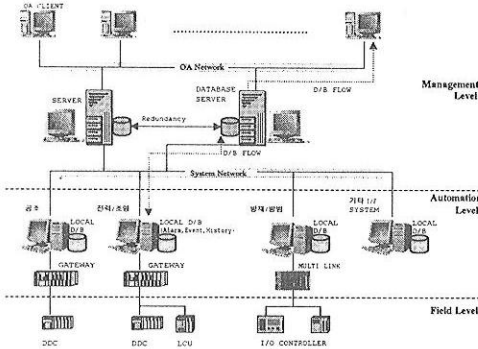 OA CLIENT
OA Network
Management
Level
SERVER
DATABASE
SERVER
D/B FLOW
Redundancy
D/B FLOW
System Network
Automation
Level
공조
전력/조명
방재/방범
기타 I/F
SYSTEM
LOCAL
D/B
LOCAL D/B
(Alarm,Event,History)
LOCAL
D/B
LOCAL
D/B
GATEWAY
GATEWAY
MULTI LINK
Field Level
DDC
DDC
LCU
I/O CONTROLLER